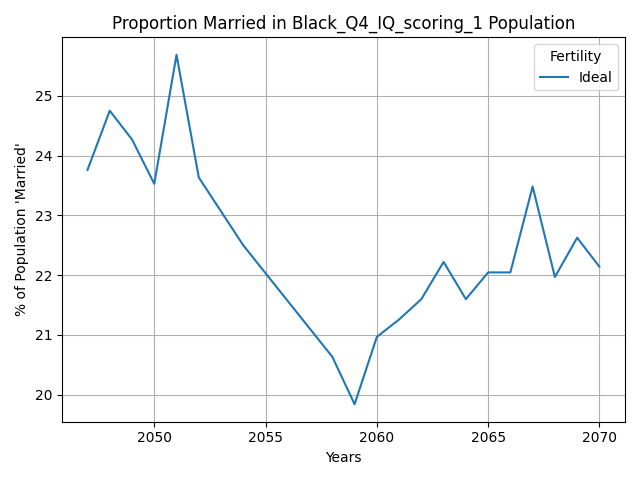 Proportion Married in Black_Q4_IQ_scoring_1 Population
Fertility
Ideal
% of Population 'Married'
25
24
23
22
21
20
2050
2055
2060
2065
2070
Years